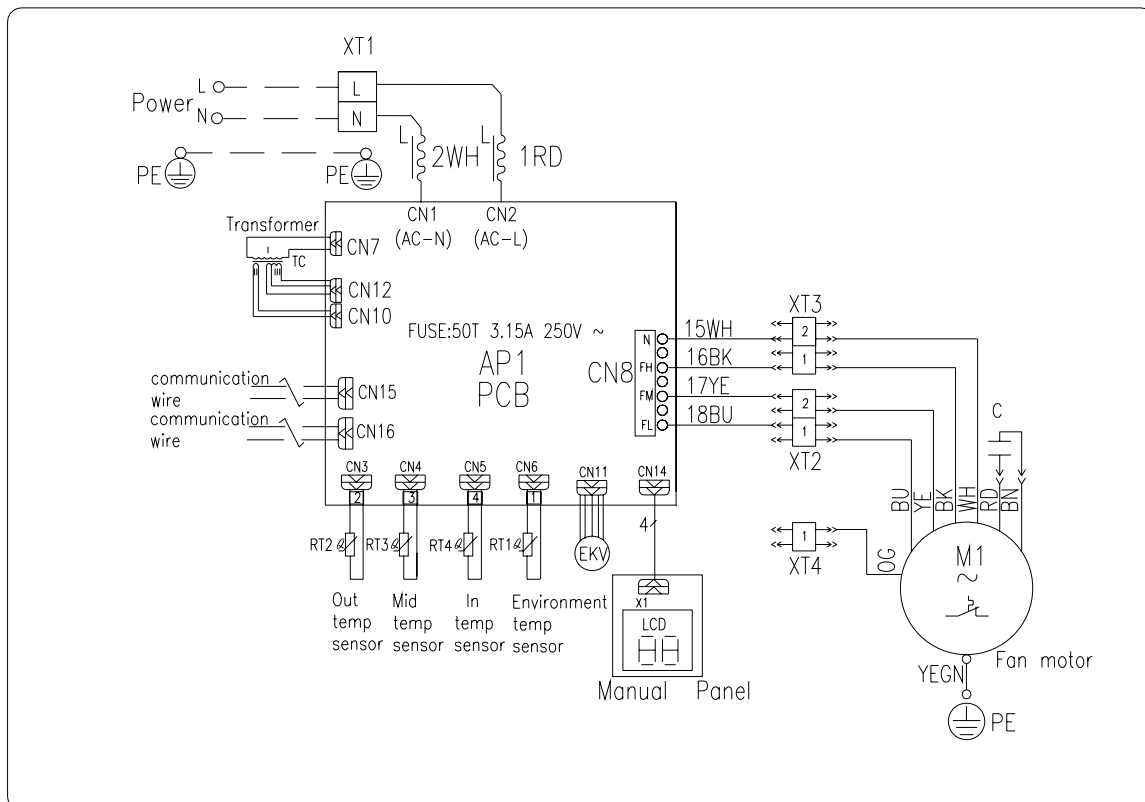 XT1
L
L
Power
N
N
L
2WH
L
1RD
PE
PE
CN1
(AC-N)
CN2
(AC-L)
Transformer
TC
CN7
CN12
CN10
FUSE:50T 3.15A 250V ~
AP1
PCB
CN8
N
FH
FM
FL
15WH
16BK
17YE
18BU
XT3
2
1
2
1
XT2
C
communication
wire
CN15
communication
wire
CN16
CN3
CN4
CN5
CN6
CN11
CN14
2
3
4
1
RT2
RT3
RT4
RT1
EKV
4
X1
LCD
Manual Panel
Out
temp
sensor
Mid
temp
sensor
In
temp
sensor
Environment
temp
sensor
BU
YE
BK
WH
RD
BN
1
XT4
OG
M1
~
Fan motor
YEGN
PE